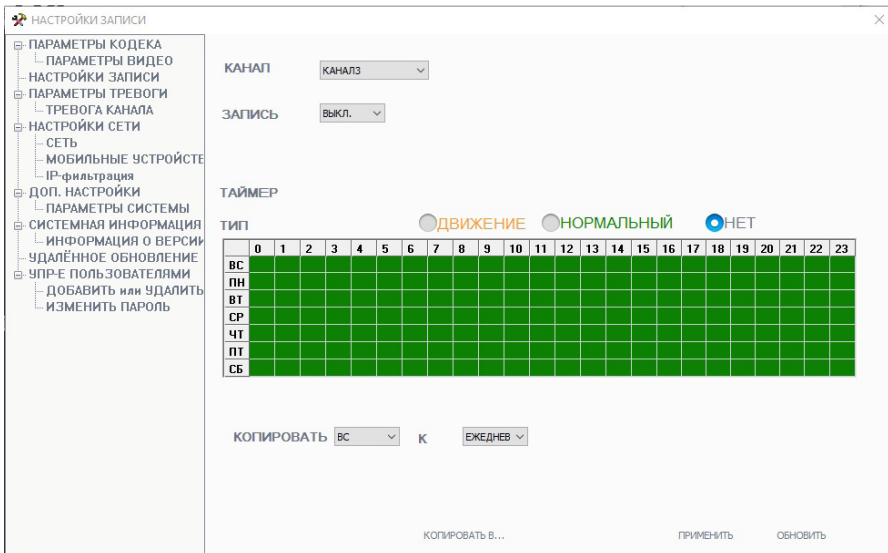 НАСТРОЙКИ ЗАПИСИ
ПАРАМЕТРЫ КОДЕКА
ПАРАМЕТРЫ ВИДЕО
НАСТРОЙКИ ЗАПИСИ
ПАРАМЕТРЫ ТРЕВОГИ
ТРЕВОГА КАНАЛА
НАСТРОЙКИ СЕТИ
СЕТЬ
МОБИЛЬНЫЕ УСТРОЙСТЕ
IP-фильтрация
ДОП. НАСТРОЙКИ
ПАРАМЕТРЫ СИСТЕМЫ
СИСТЕМНАЯ ИНФОРМАЦИЯ
ИНФОРМАЦИЯ О ВЕРСИИ
УДАЛЁННОЕ ОБНОВЛЕНИЕ
УПР-Е ПОЛЬЗОВАТЕЛЯМИ
ДОБАВИТЬ или УДАЛИТЬ
ИЗМЕНИТЬ ПАРОЛЬ
КАНАЛ КАНАЛ3
ЗАПИСЬ ВЫКЛ.
ТАЙМЕР
ТИП ДВИЖЕНИЕ НОРМАЛЬНЫЙ НЕТ
0 1 2 3 4 5 6 7 8 9 10 11 12 13 14 15 16 17 18 19 20 21 22 23
ВС
ПН
ВТ
СР
ЧТ
ПТ
СБ
КОПИРОВАТЬ ВС К ЕЖЕДНЕВ
КОПИРОВАТЬ В... ПРИМЕНИТЬ ОБНОВИТЬ